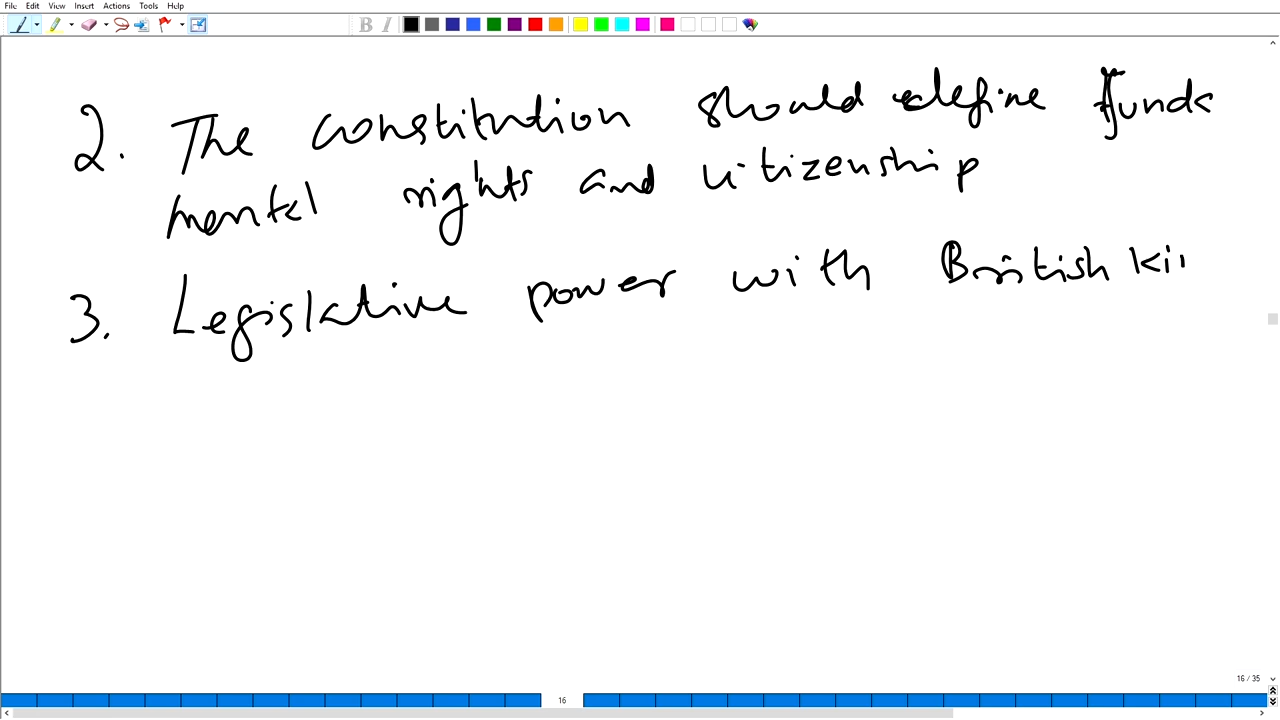 File Edit View Insert Actions Tools Help
B I
2. The constitution should define funda
mental rights and citizenship
3. Legislative power with British ki
16 / 35
16